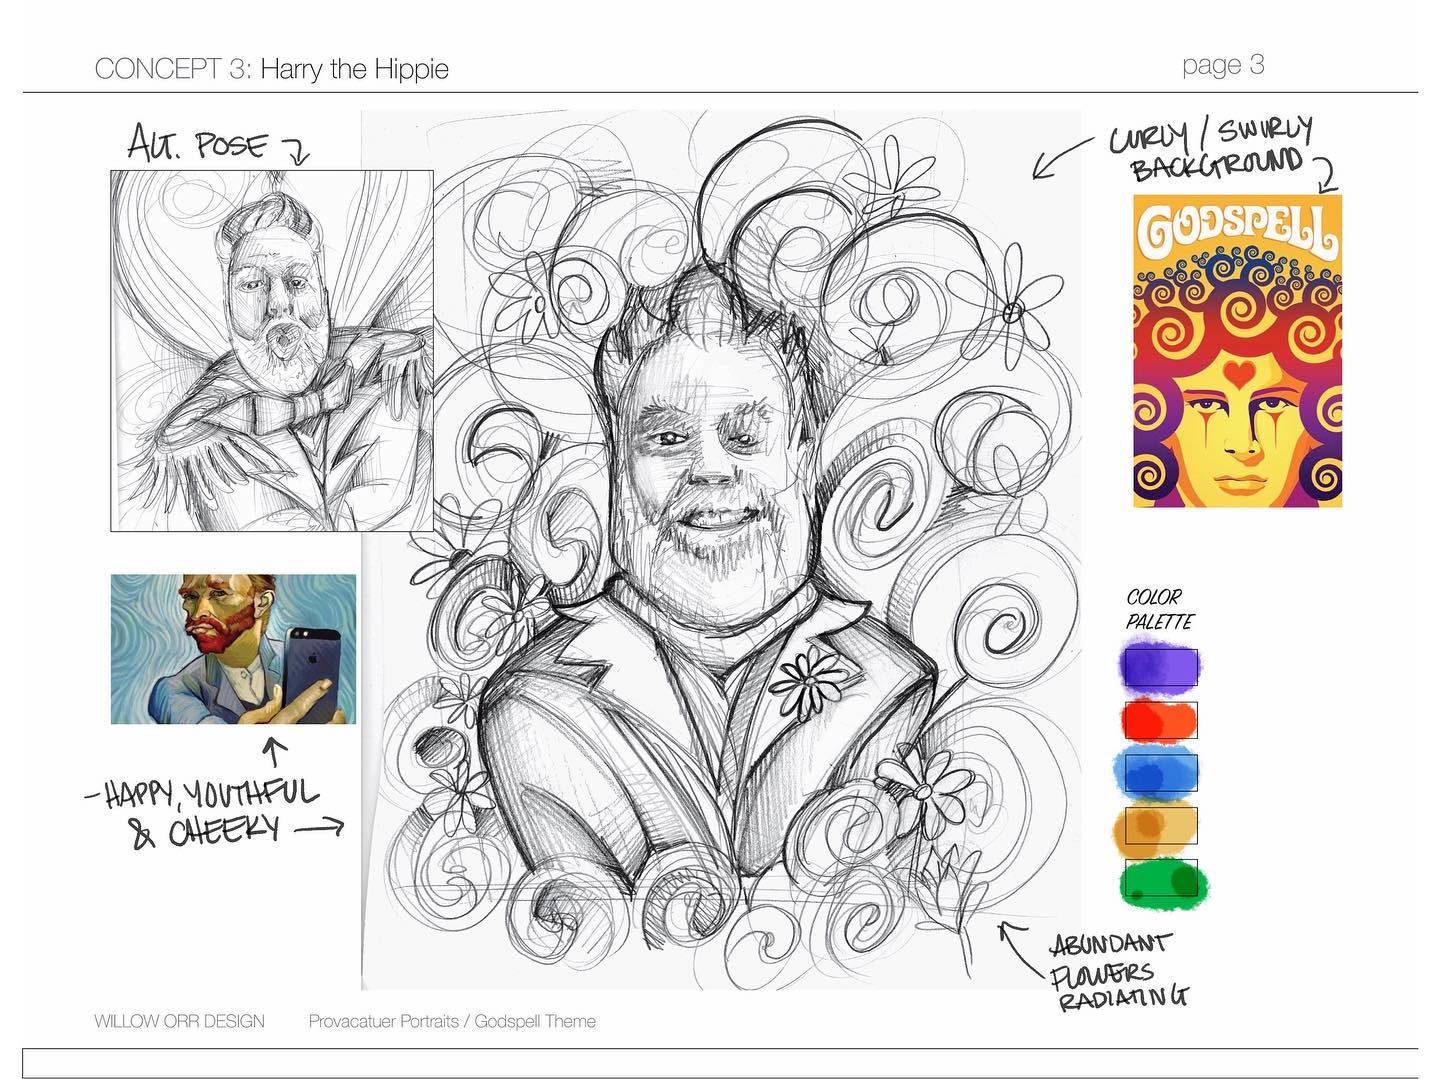 CONCEPT 3: Harry the Hippie
page 3
ALT. POSE
CURLY / SWIRLY
BACKGROUND
GODSPELL
COLOR
PALETTE
-HAPPY, YOUTHFUL
& CHEEKY
ABUNDANT
FLOWERS
RADIATING
WILLOW ORR DESIGN
Provacatuer Portraits / Godspell Theme